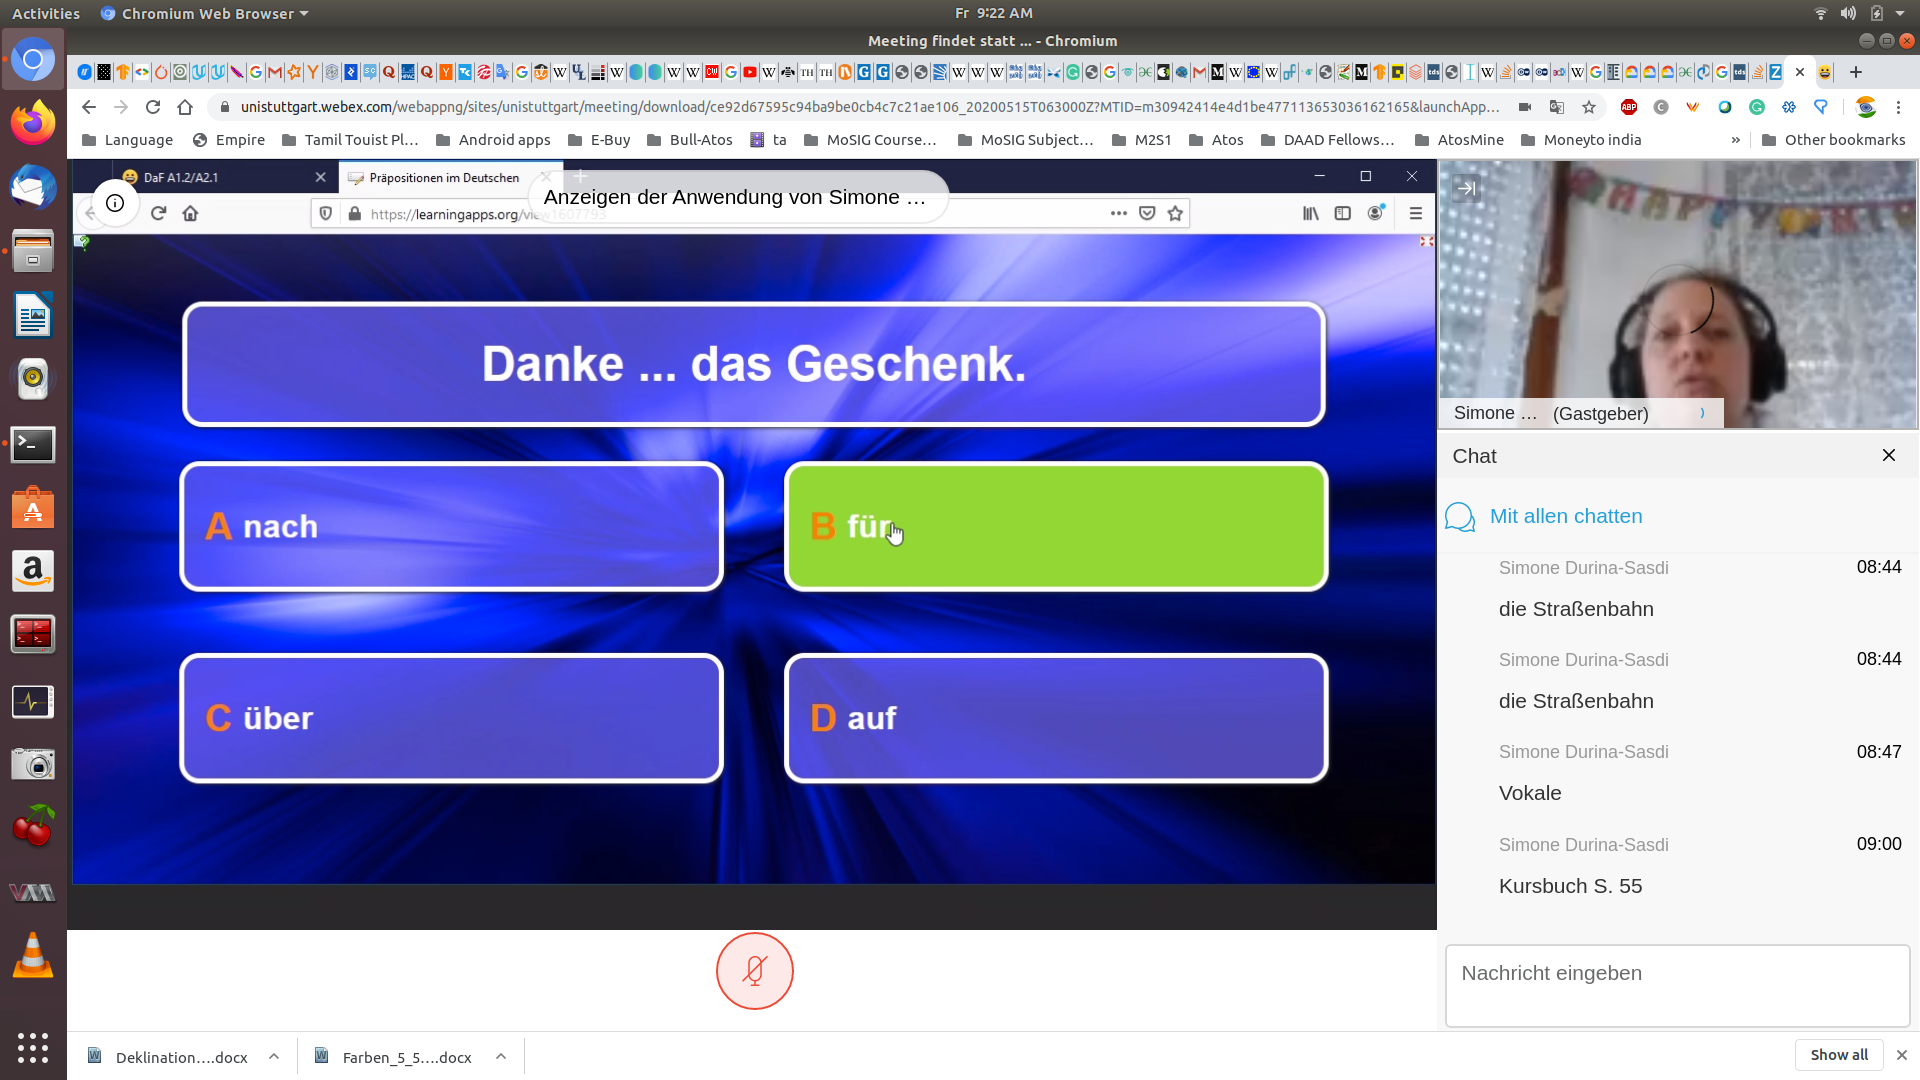 Activities
Chromium Web Browser
Fr 9:22 AM
Meeting findet statt ... - Chromium
unistuttgart.webex.com/webappng/sites/unistuttgart/meeting/download/ce92d67595c94ba9be0cb4c7c21ae106_20200515T063000Z?MTID=m30942414e4d1be477113653036162165&launchApp...
Language
Empire
Tamil Touist Pl...
Android apps
E-Buy
Bull-Atos
ta
MoSIG Course...
MoSIG Subject...
M2S1
Atos
DAAD Fellows...
AtosMine
Moneyto india
»
Other bookmarks
DaF A1.2/A2.1
Präpositionen im Deutschen
Anzeigen der Anwendung von Simone ...
https://learningapps.org/view1607793
Danke ... das Geschenk.
A nach
B für
C über
D auf
Simone ... (Gastgeber)
Chat
Mit allen chatten
Simone Durina-Sasdi 08:44
die Straßenbahn
Simone Durina-Sasdi 08:44
die Straßenbahn
Simone Durina-Sasdi 08:47
Vokale
Simone Durina-Sasdi 09:00
Kursbuch S. 55
Nachricht eingeben
Deklination....docx
Farben_5_5....docx
Show all